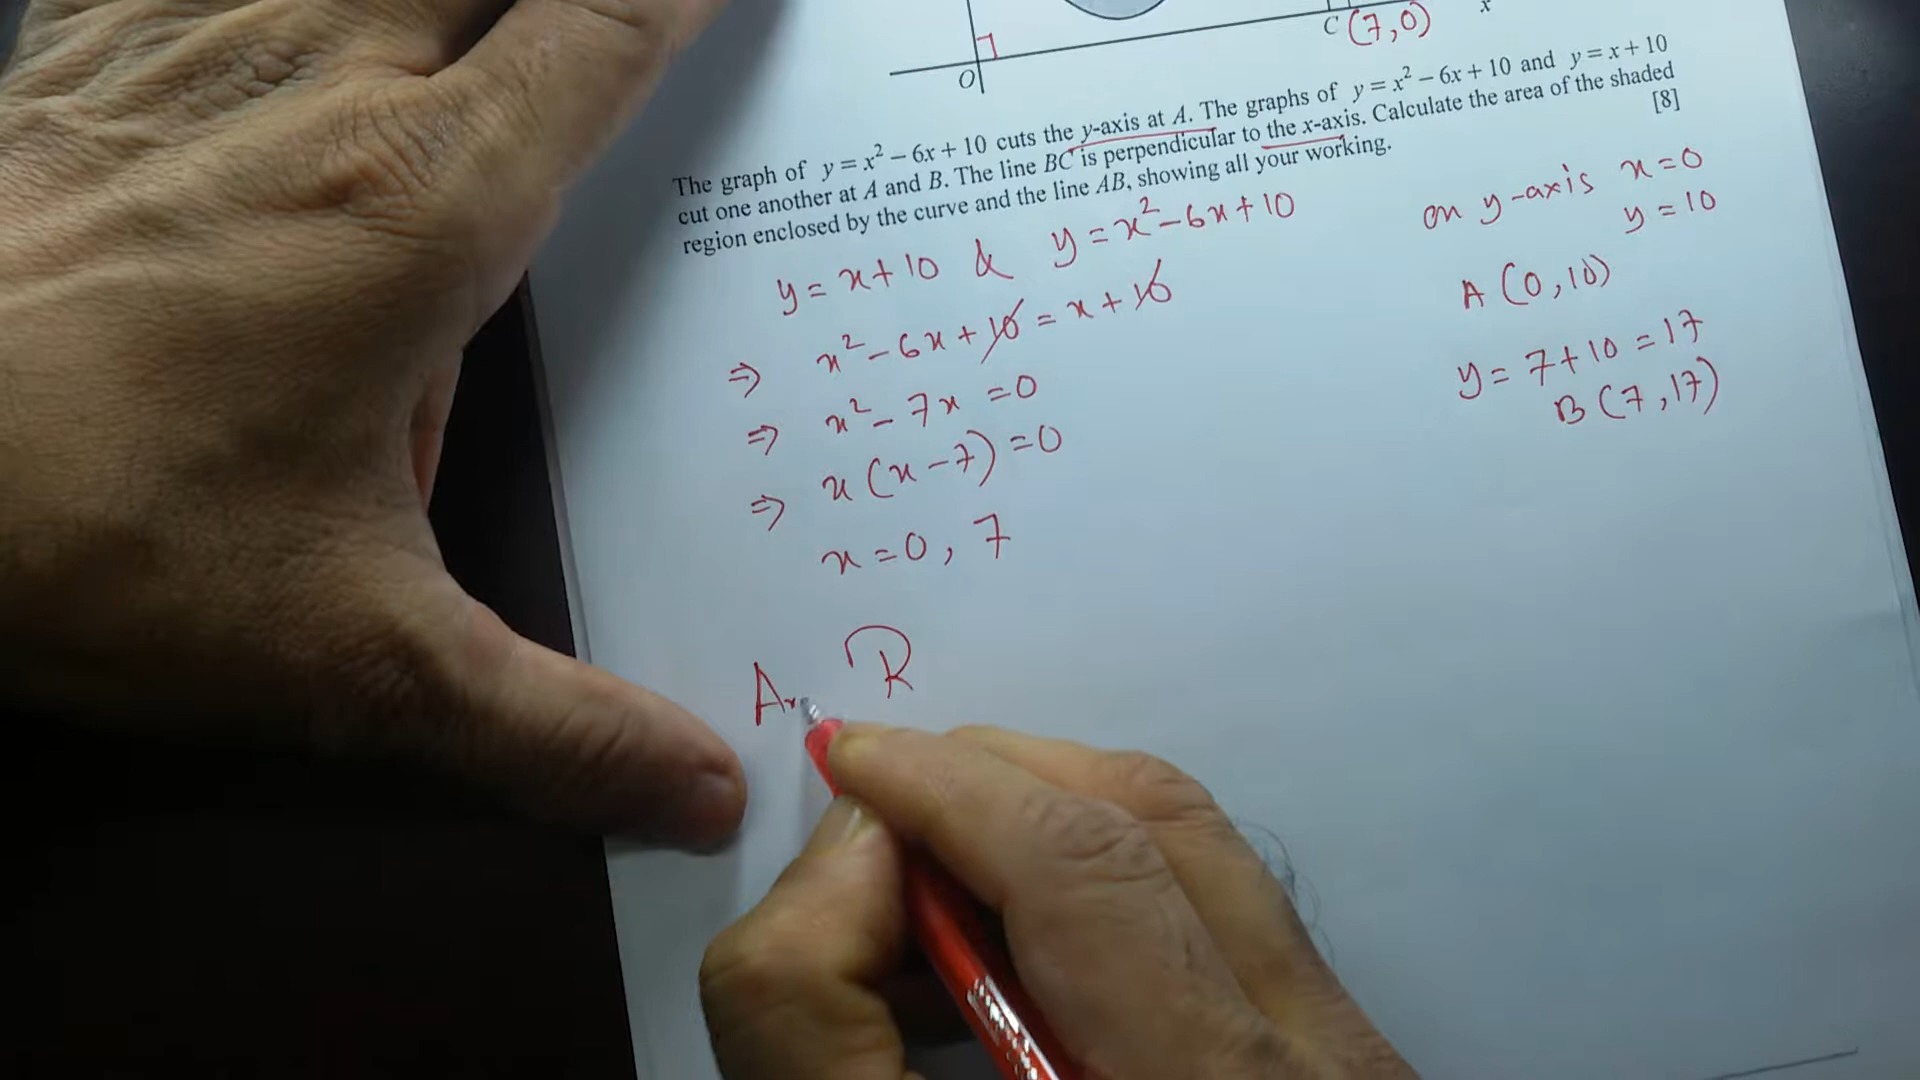 x
C (7,0)
O
The graph of y = x² − 6x + 10 cuts the y-axis at A. The graphs of y = x² − 6x + 10 and y = x + 10
cut one another at A and B. The line BC is perpendicular to the x-axis. Calculate the area of the shaded
region enclosed by the curve and the line AB, showing all your working.
[8]
y = x + 10 & y = x² − 6x + 10
⇒ x² − 6x + 10 = x + 10
⇒ x² − 7x = 0
⇒ x (x − 7) = 0
x = 0, 7
on y-axis x = 0
y = 10
A (0, 10)
y = 7 + 10 = 17
B (7, 17)
Ar R